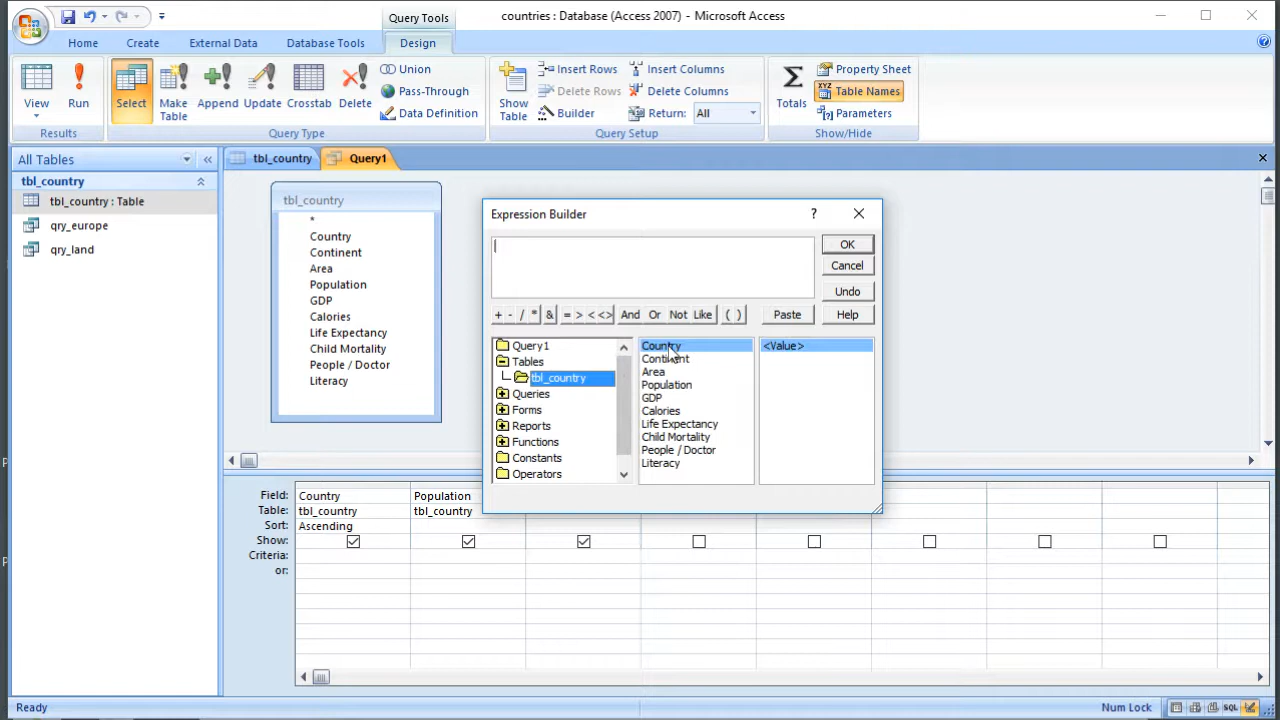 Query Tools
countries : Database (Access 2007) - Microsoft Access
Home Create External Data Database Tools Design
View
Run
Results
Select
Make Table
Append
Update
Crosstab
Delete
Union
Pass-Through
Data Definition
Query Type
Show Table
Insert Rows
Delete Rows
Builder
Insert Columns
Delete Columns
Return: All
Query Setup
Totals
Property Sheet
XYZ Table Names
Parameters
Show/Hide
All Tables
tbl_country
tbl_country : Table
qry_europe
qry_land
tbl_country
Query1
tbl_country
*
Country
Continent
Area
Population
GDP
Calories
Life Expectancy
Child Mortality
People / Doctor
Literacy
Expression Builder
?
OK
Cancel
Undo
+ - / * & = > < <> And Or Not Like ( ) Paste Help
Query1
Tables
tbl_country
Queries
Forms
Reports
Functions
Constants
Operators
Country
Continent
Area
Population
GDP
Calories
Life Expectancy
Child Mortality
People / Doctor
Literacy
<Value>
Field: Country Population
Table: tbl_country tbl_country
Sort: Ascending
Show:
Criteria:
or:
Ready
Num Lock
SQL